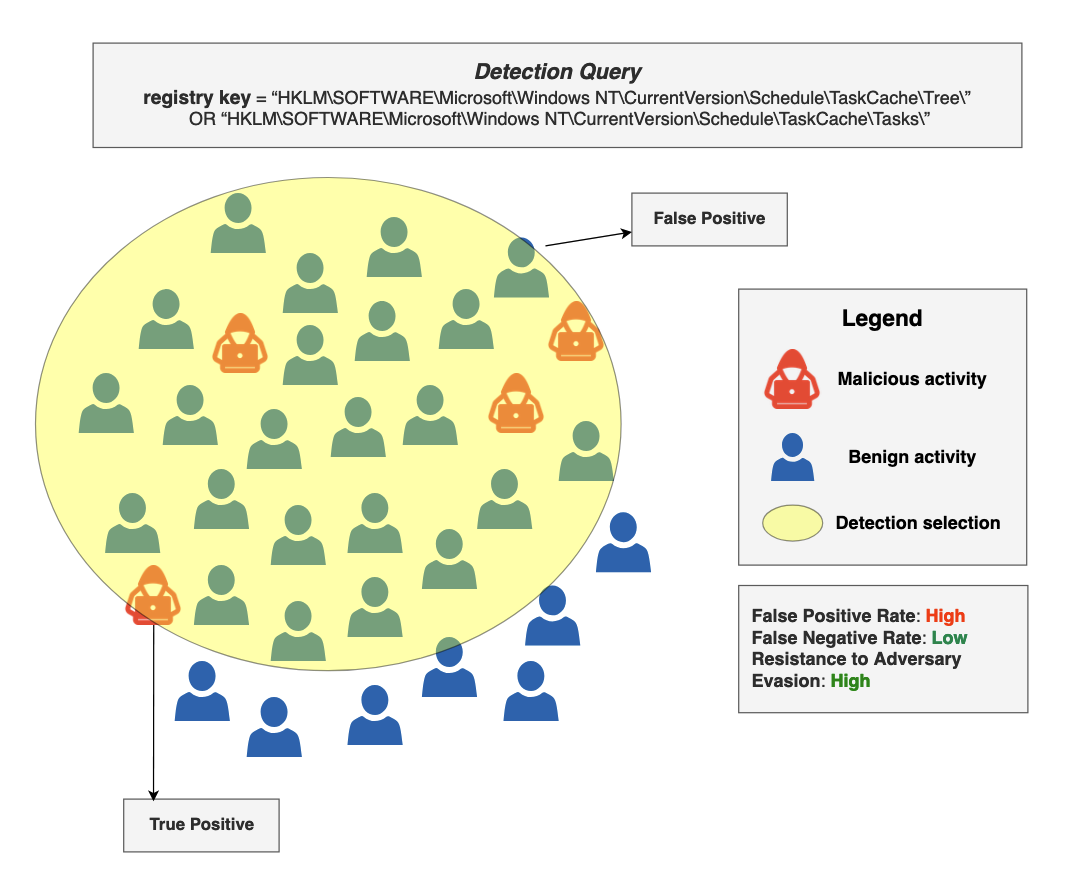 Detection Query
registry key = “HKLM\SOFTWARE\Microsoft\Windows NT\CurrentVersion\Schedule\TaskCache\Tree\”
OR “HKLM\SOFTWARE\Microsoft\Windows NT\CurrentVersion\Schedule\TaskCache\Tasks\”
False Positive
Legend
Malicious activity
Benign activity
Detection selection
False Positive Rate: High
False Negative Rate: Low
Resistance to Adversary
Evasion: High
True Positive